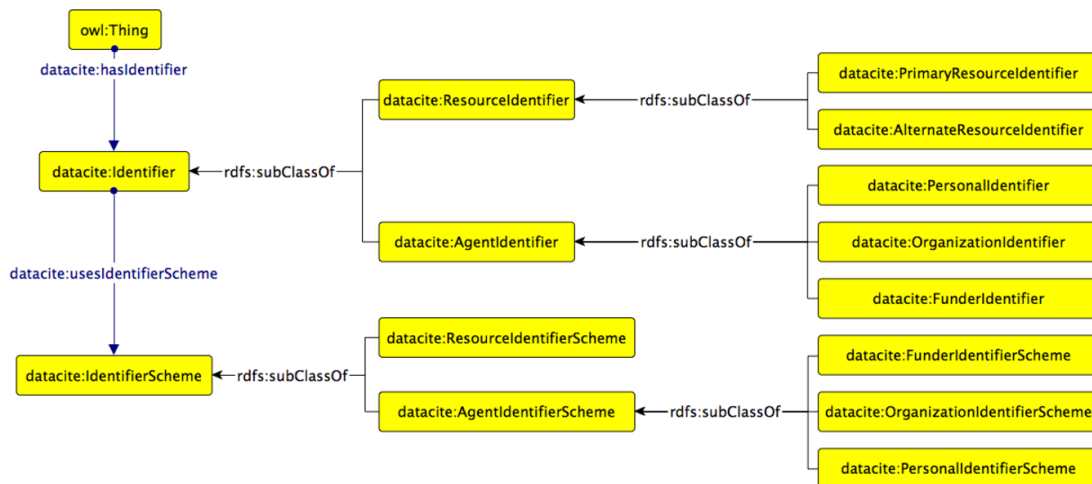 owl:Thing
datacite:hasIdentifier
datacite:Identifier
datacite:usesIdentifierScheme
datacite:IdentifierScheme
rdfs:subClassOf
datacite:ResourceIdentifier
rdfs:subClassOf
datacite:PrimaryResourceIdentifier
datacite:AlternateResourceIdentifier
datacite:AgentIdentifier
rdfs:subClassOf
datacite:PersonalIdentifier
datacite:OrganizationIdentifier
datacite:FunderIdentifier
rdfs:subClassOf
datacite:ResourceIdentifierScheme
datacite:AgentIdentifierScheme
rdfs:subClassOf
datacite:FunderIdentifierScheme
datacite:OrganizationIdentifierScheme
datacite:PersonalIdentifierScheme